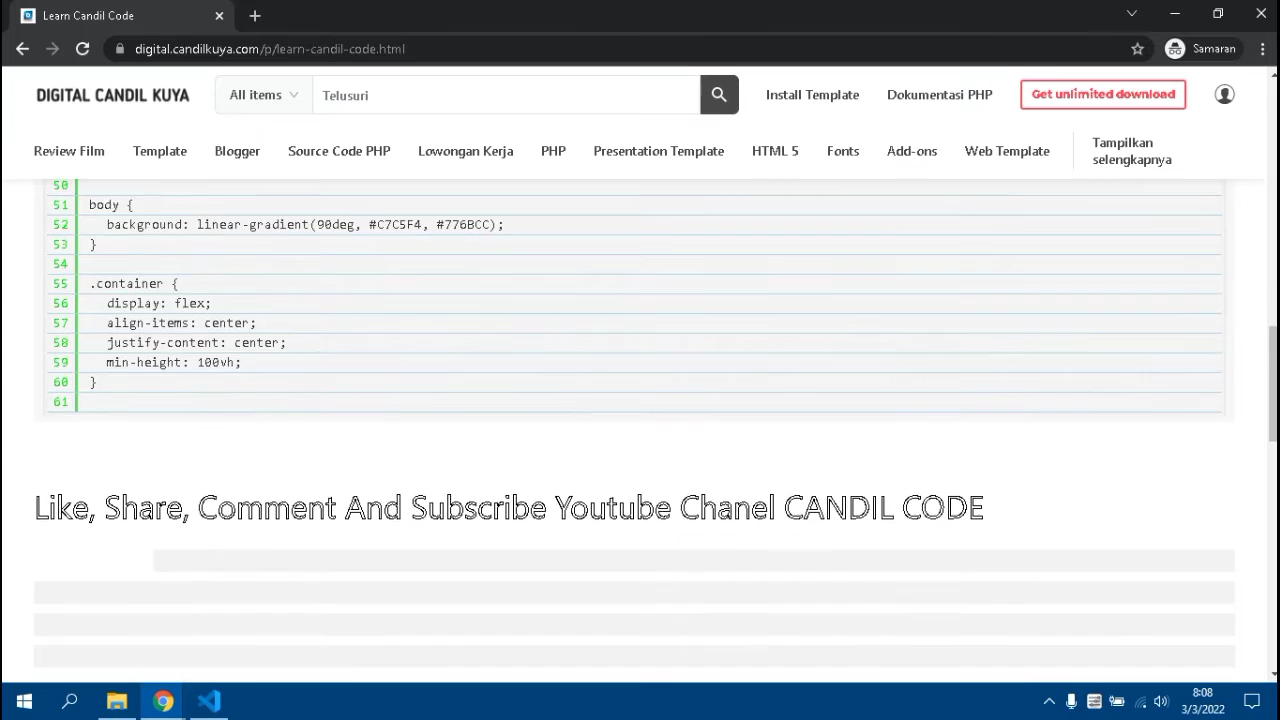 Learn Candil Code
digital.candilkuya.com/p/learn-candil-code.html
Samaran
DIGITAL CANDIL KUYA
All items
Telusuri
Install Template
Dokumentasi PHP
Get unlimited download
Review Film
Template
Blogger
Source Code PHP
Lowongan Kerja
PHP
Presentation Template
HTML 5
Fonts
Add-ons
Web Template
Tampilkan
selengkapnya
50
51 body {
52 background: linear-gradient(90deg, #C7C5F4, #776BCC);
53 }
54
55 .container {
56 display: flex;
57 align-items: center;
58 justify-content: center;
59 min-height: 100vh;
60 }
61
Like, Share, Comment And Subscribe Youtube Chanel CANDIL CODE
8:08
3/3/2022